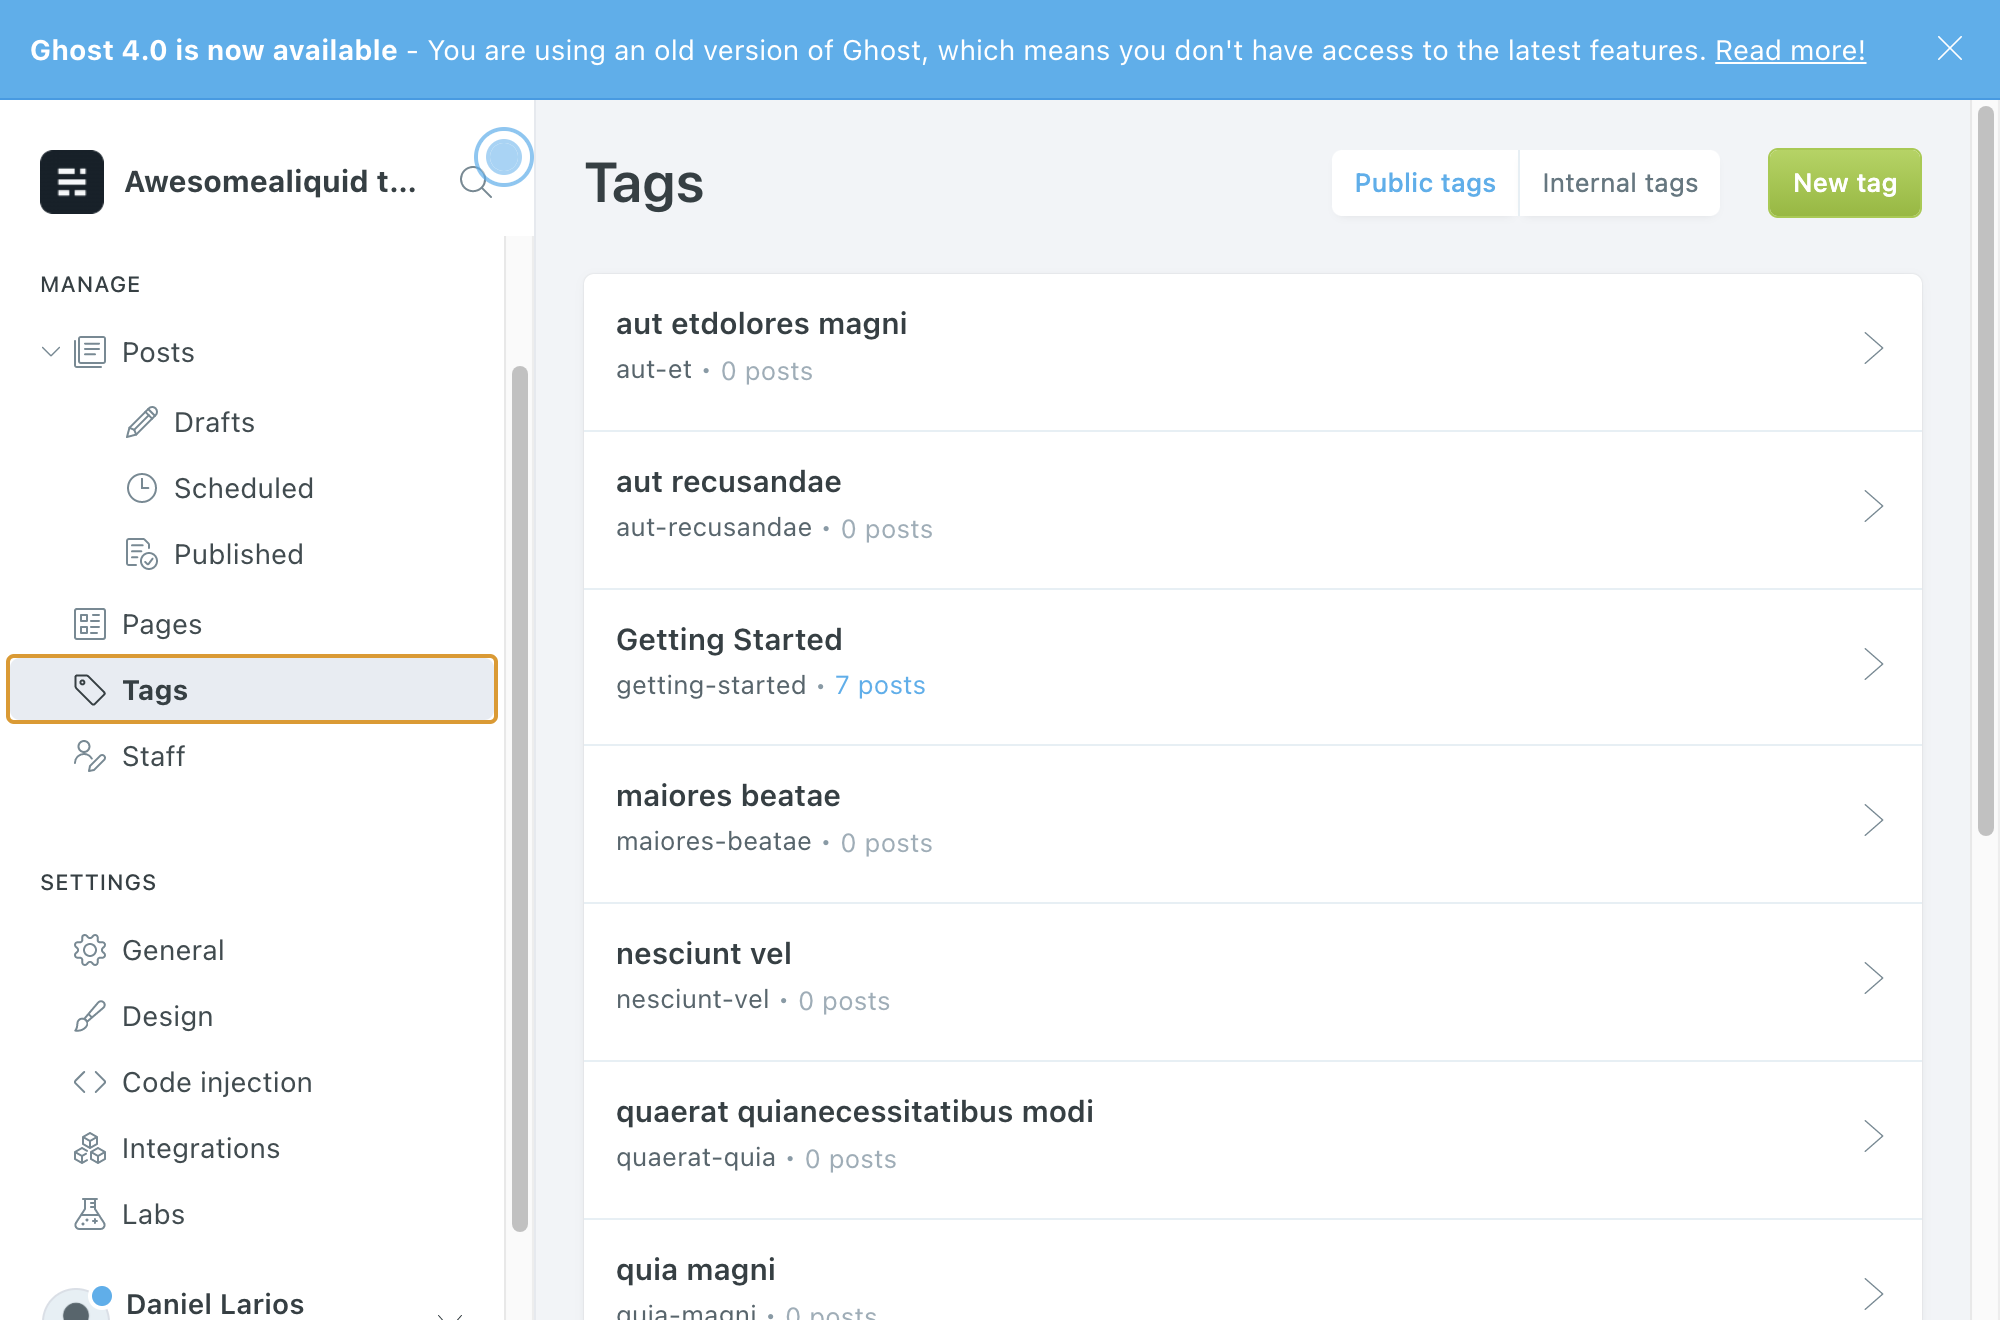 Ghost 4.0 is now available - You are using an old version of Ghost, which means you don't have access to the latest features. Read more!
Awesomealiquid t...
MANAGE
Posts
Drafts
Scheduled
Published
Pages
Tags
Staff
SETTINGS
General
Design
Code injection
Integrations
Labs
Daniel Larios
Tags
Public tags
Internal tags
New tag
aut etdolores magni
aut-et • 0 posts
aut recusandae
aut-recusandae • 0 posts
Getting Started
getting-started • 7 posts
maiores beatae
maiores-beatae • 0 posts
nesciunt vel
nesciunt-vel • 0 posts
quaerat quianecessitatibus modi
quaerat-quia • 0 posts
quia magni
quia-magni • 0 posts